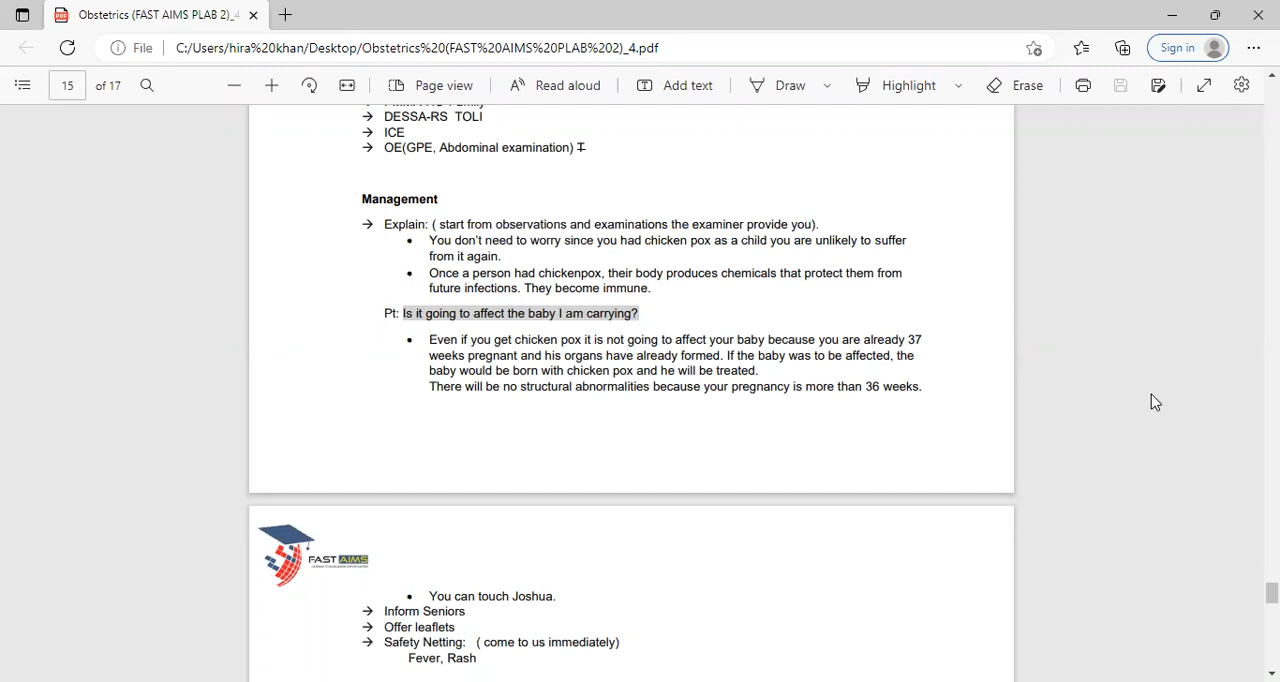 Obstetrics (FAST AIMS PLAB 2)_4
File C:/Users/hira%20khan/Desktop/Obstetrics%20(FAST%20AIMS%20PLAB%202)_4.pdf Sign in
15 of 17 Page view Read aloud Add text Draw Highlight Erase
→ DESSA-RS TOLI
→ ICE
→ OE(GPE, Abdominal examination) T
Management
→ Explain: ( start from observations and examinations the examiner provide you).
• You don't need to worry since you had chicken pox as a child you are unlikely to suffer
from it again.
• Once a person had chickenpox, their body produces chemicals that protect them from
future infections. They become immune.
Pt: Is it going to affect the baby I am carrying?
• Even if you get chicken pox it is not going to affect your baby because you are already 37
weeks pregnant and his organs have already formed. If the baby was to be affected, the
baby would be born with chicken pox and he will be treated.
There will be no structural abnormalities because your pregnancy is more than 36 weeks.
FAST AIMS
• You can touch Joshua.
→ Inform Seniors
→ Offer leaflets
→ Safety Netting: ( come to us immediately)
Fever, Rash